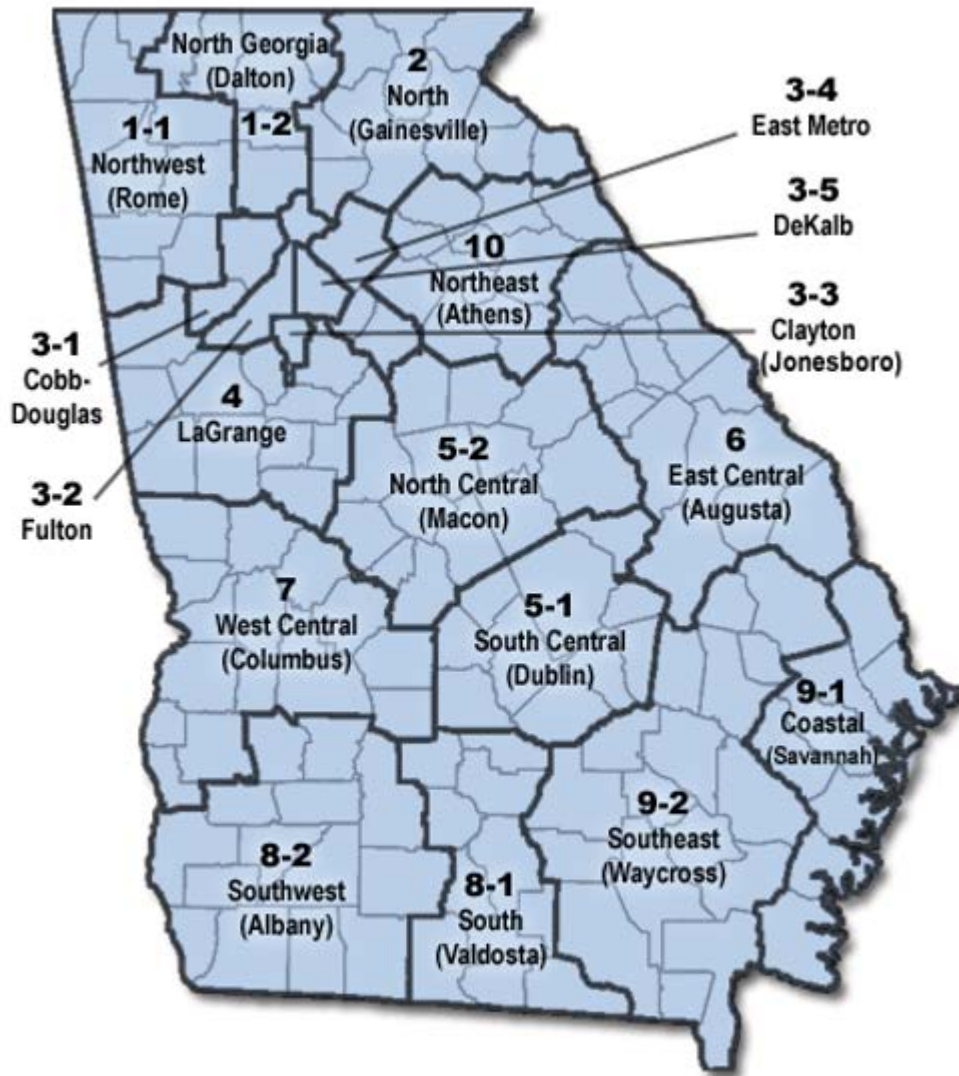 North Georgia
(Dalton)
2
North
(Gainesville)
3-4
East Metro
1-1
Northwest
(Rome)
1-2
3-5
DeKalb
10
Northeast
(Athens)
3-3
Clayton
(Jonesboro)
3-1
Cobb-
Douglas
4
LaGrange
5-2
North Central
(Macon)
6
East Central
(Augusta)
3-2
Fulton
7
West Central
(Columbus)
5-1
South Central
(Dublin)
9-1
Coastal
(Savannah)
9-2
Southeast
(Waycross)
8-2
Southwest
(Albany)
8-1
South
(Valdosta)